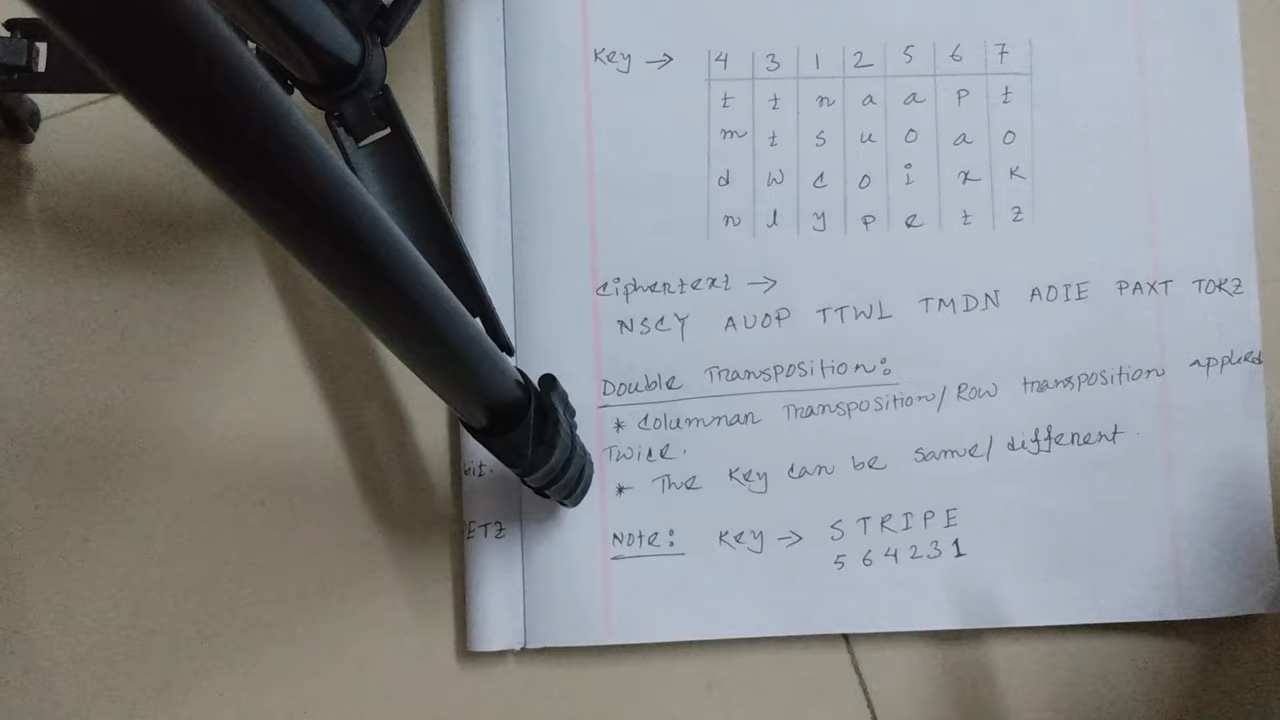 Key → 4 3 1 2 5 6 7
t t n a a p t
m t s u o a o
d w c o i x k
n l y p e t z
Ciphertext →
NSCY AUOP TTWL TMDN AOIE PAXT TOKZ
Double Transposition:
* Columnar Transposition/Row transposition applied
Twice.
* The key can be same/different.
Note: Key → STRIPE
5 6 4 2 3 1
bit.
ETZ